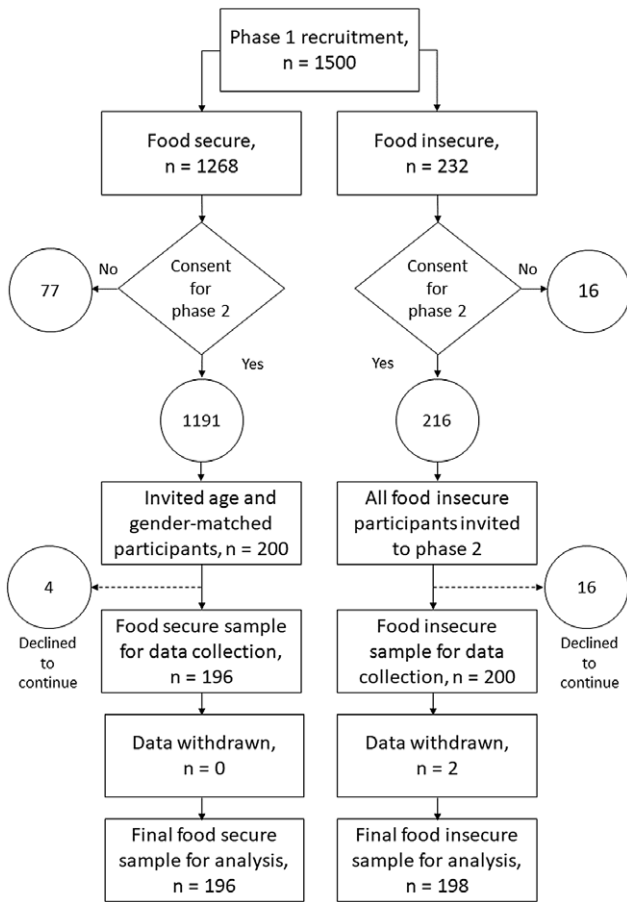 Phase 1 recruitment,
n = 1500
Food secure,
n = 1268
Food insecure,
n = 232
No
77
Consent
for
phase 2
Consent
for
phase 2
No
16
Yes
Yes
1191
216
Invited age and
gender-matched
participants, n = 200
All food insecure
participants invited
to phase 2
4
Declined
to
continue
16
Declined
to
continue
Food secure sample
for data collection,
n = 196
Food insecure
sample for data
collection, n = 200
Data withdrawn,
n = 0
Data withdrawn,
n = 2
Final food secure
sample for analysis,
n = 196
Final food insecure
sample for analysis,
n = 198